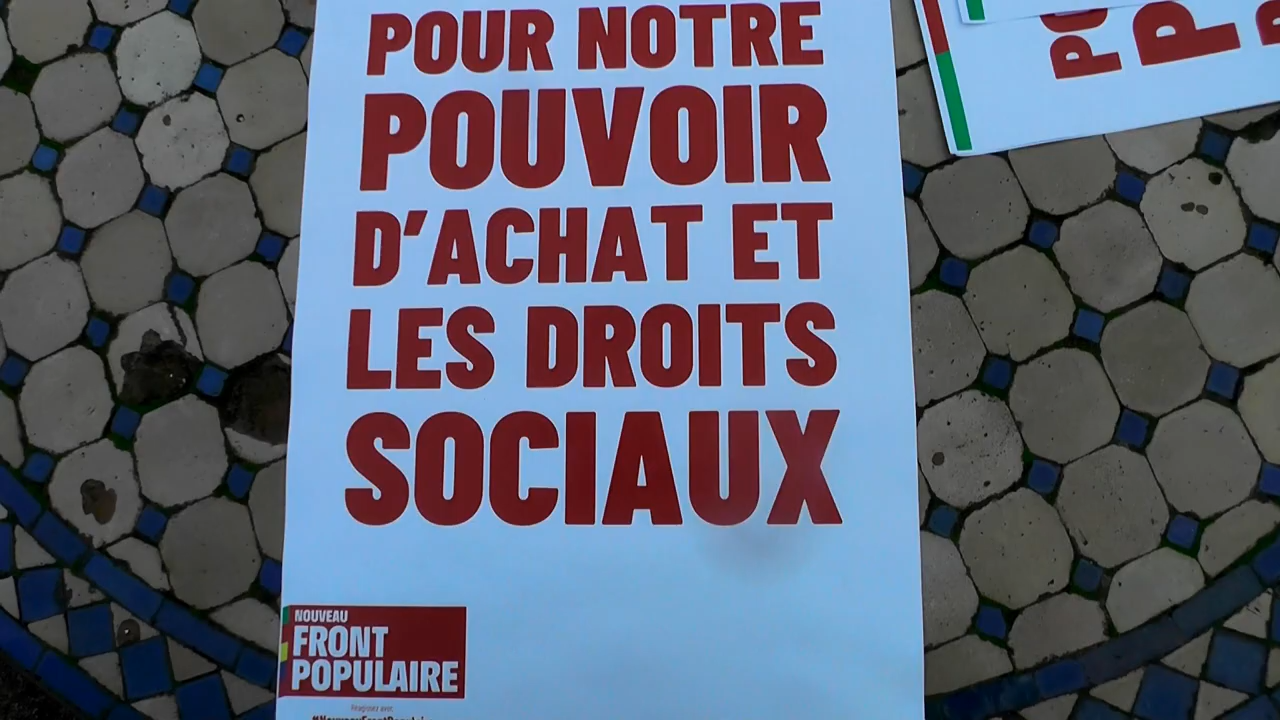 POUR NOTRE
POUVOIR
D'ACHAT ET
LES DROITS
SOCIAUX
NOUVEAU
FRONT
POPULAIRE